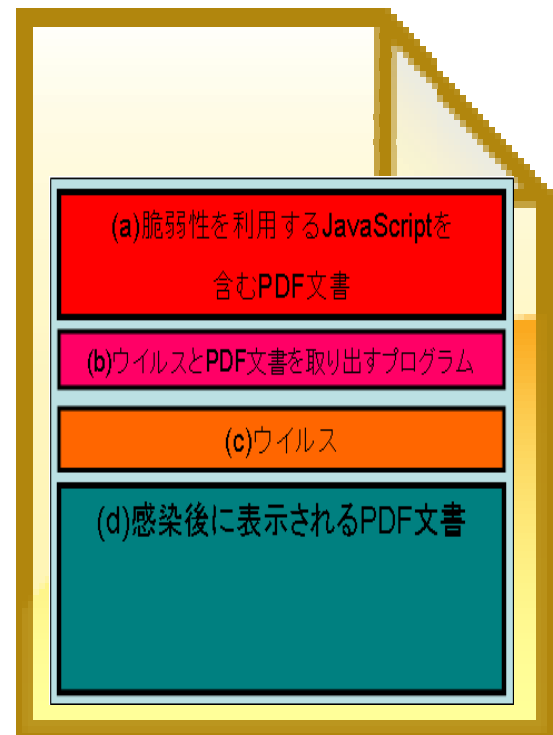 (a)脆弱性を利用するJavaScriptを
含むPDF文書
(b)ウイルスとPDF文書を取り出すプログラム
(c)ウイルス
(d)感染後に表示されるPDF文書